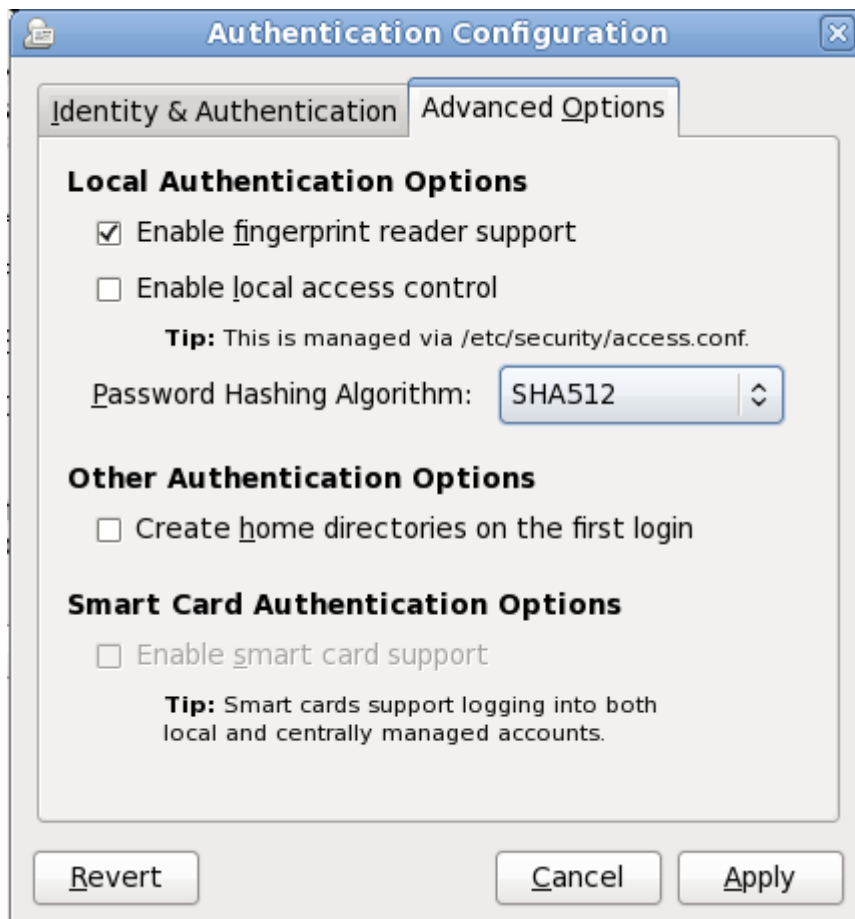 Authentication Configuration
Identity & Authentication
Advanced Options
Local Authentication Options
Enable fingerprint reader support
Enable local access control
Tip: This is managed via /etc/security/access.conf.
Password Hashing Algorithm: SHA512
Other Authentication Options
Create home directories on the first login
Smart Card Authentication Options
Enable smart card support
Tip: Smart cards support logging into both
local and centrally managed accounts.
Revert
Cancel
Apply